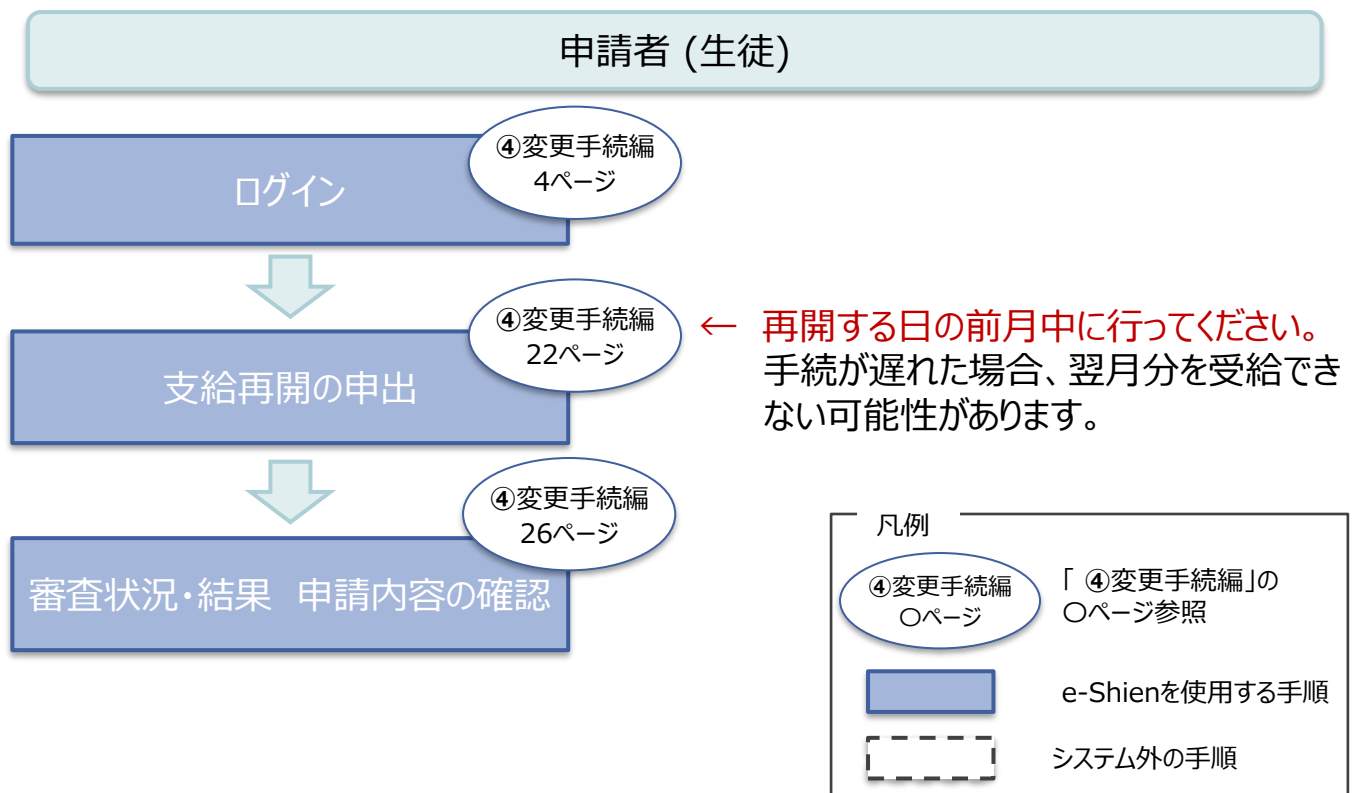 申請者 (生徒)
④変更手続編
4ページ
ログイン
④変更手続編
22ページ
支給再開の申出
← 再開する日の前月中に行ってください。
手続が遅れた場合、翌月分を受給でき
ない可能性があります。
④変更手続編
26ページ
審査状況・結果 申請内容の確認
凡例
④変更手続編
〇ページ
「 ④変更手続編」の
〇ページ参照
e-Shienを使用する手順
システム外の手順